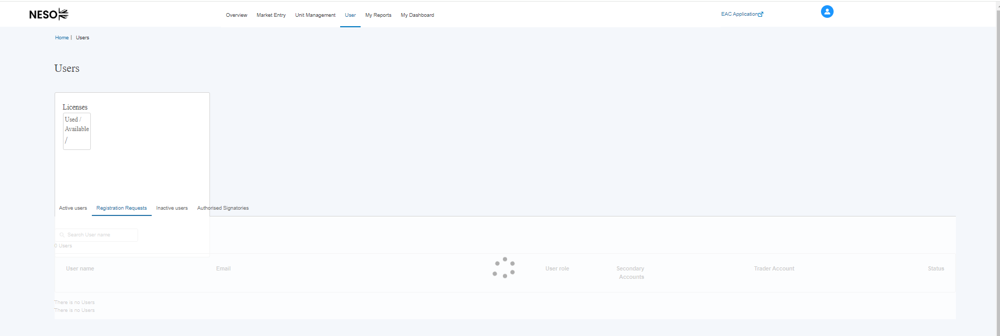 NESO
Overview Market Entry Unit Management User My Reports My Dashboard EAC Application
Home | Users
Users
Licenses
Used /
Available
/
Active users Registration Requests Inactive users Authorised Signatories
Search User name
0 Users
User name Email User role Secondary Accounts Trader Account Status
There is no Users
There is no Users